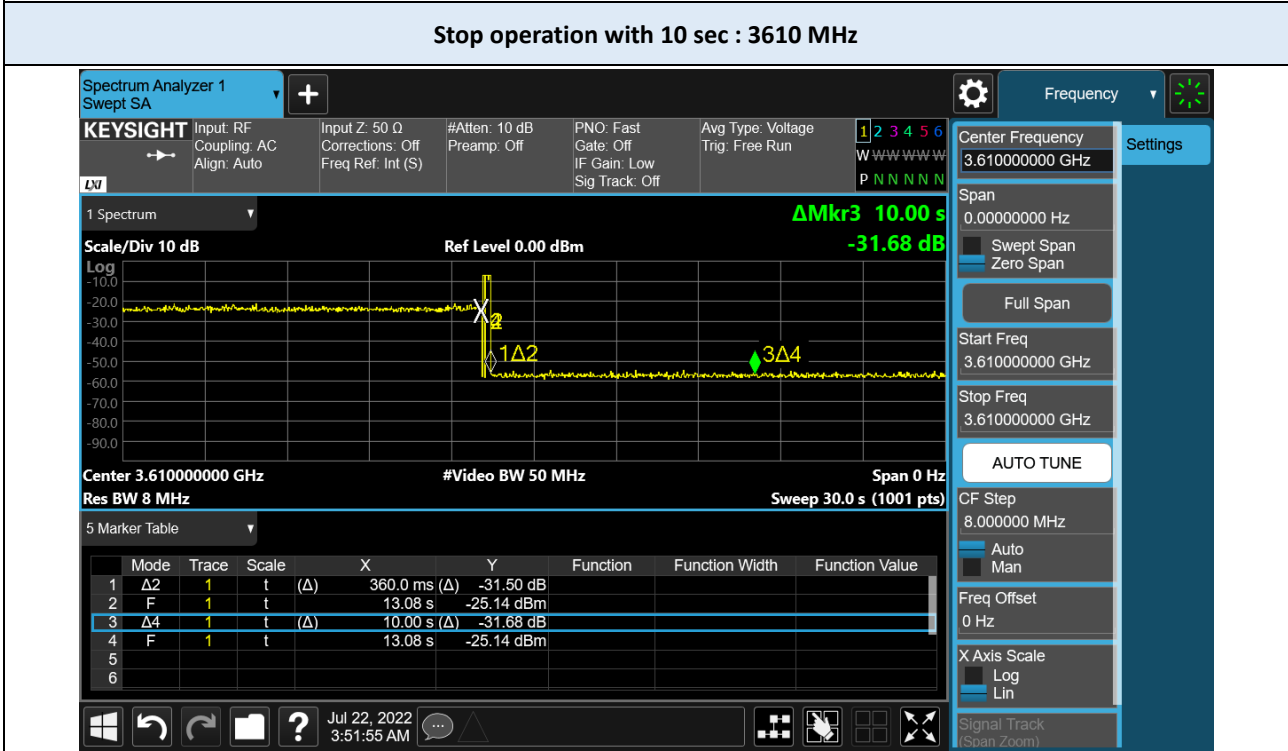 Stop operation with 10 sec : 3610 MHz
Spectrum Analyzer 1
Swept SA
Frequency
KEYSIGHT
LXI
Input: RF
Coupling: AC
Align: Auto
Input Z: 50 Ω
Corrections: Off
Freq Ref: Int (S)
#Atten: 10 dB
Preamp: Off
PNO: Fast
Gate: Off
IF Gain: Low
Sig Track: Off
Avg Type: Voltage
Trig: Free Run
1 2 3 4 5 6
W W W W W W
P N N N N N
1 Spectrum
ΔMkr3 10.00 s
-31.68 dB
Scale/Div 10 dB
Ref Level 0.00 dBm
Log
-10.0
-20.0
-30.0
-40.0
-50.0
-60.0
-70.0
-80.0
-90.0
X
1Δ2
3Δ4
Center 3.610000000 GHz
#Video BW 50 MHz
Span 0 Hz
Res BW 8 MHz
Sweep 30.0 s (1001 pts)
5 Marker Table
Mode Trace Scale X Y Function Function Width Function Value
1 Δ2 1 t (Δ) 360.0 ms (Δ) -31.50 dB
2 F 1 t 13.08 s -25.14 dBm
3 Δ4 1 t (Δ) 10.00 s (Δ) -31.68 dB
4 F 1 t 13.08 s -25.14 dBm
5
6
?
Jul 22, 2022
3:51:55 AM
Center Frequency
3.610000000 GHz
Settings
Span
0.00000000 Hz
Swept Span
Zero Span
Full Span
Start Freq
3.610000000 GHz
Stop Freq
3.610000000 GHz
AUTO TUNE
CF Step
8.000000 MHz
Auto
Man
Freq Offset
0 Hz
X Axis Scale
Log
Lin
Signal Track
(Span Zoom)